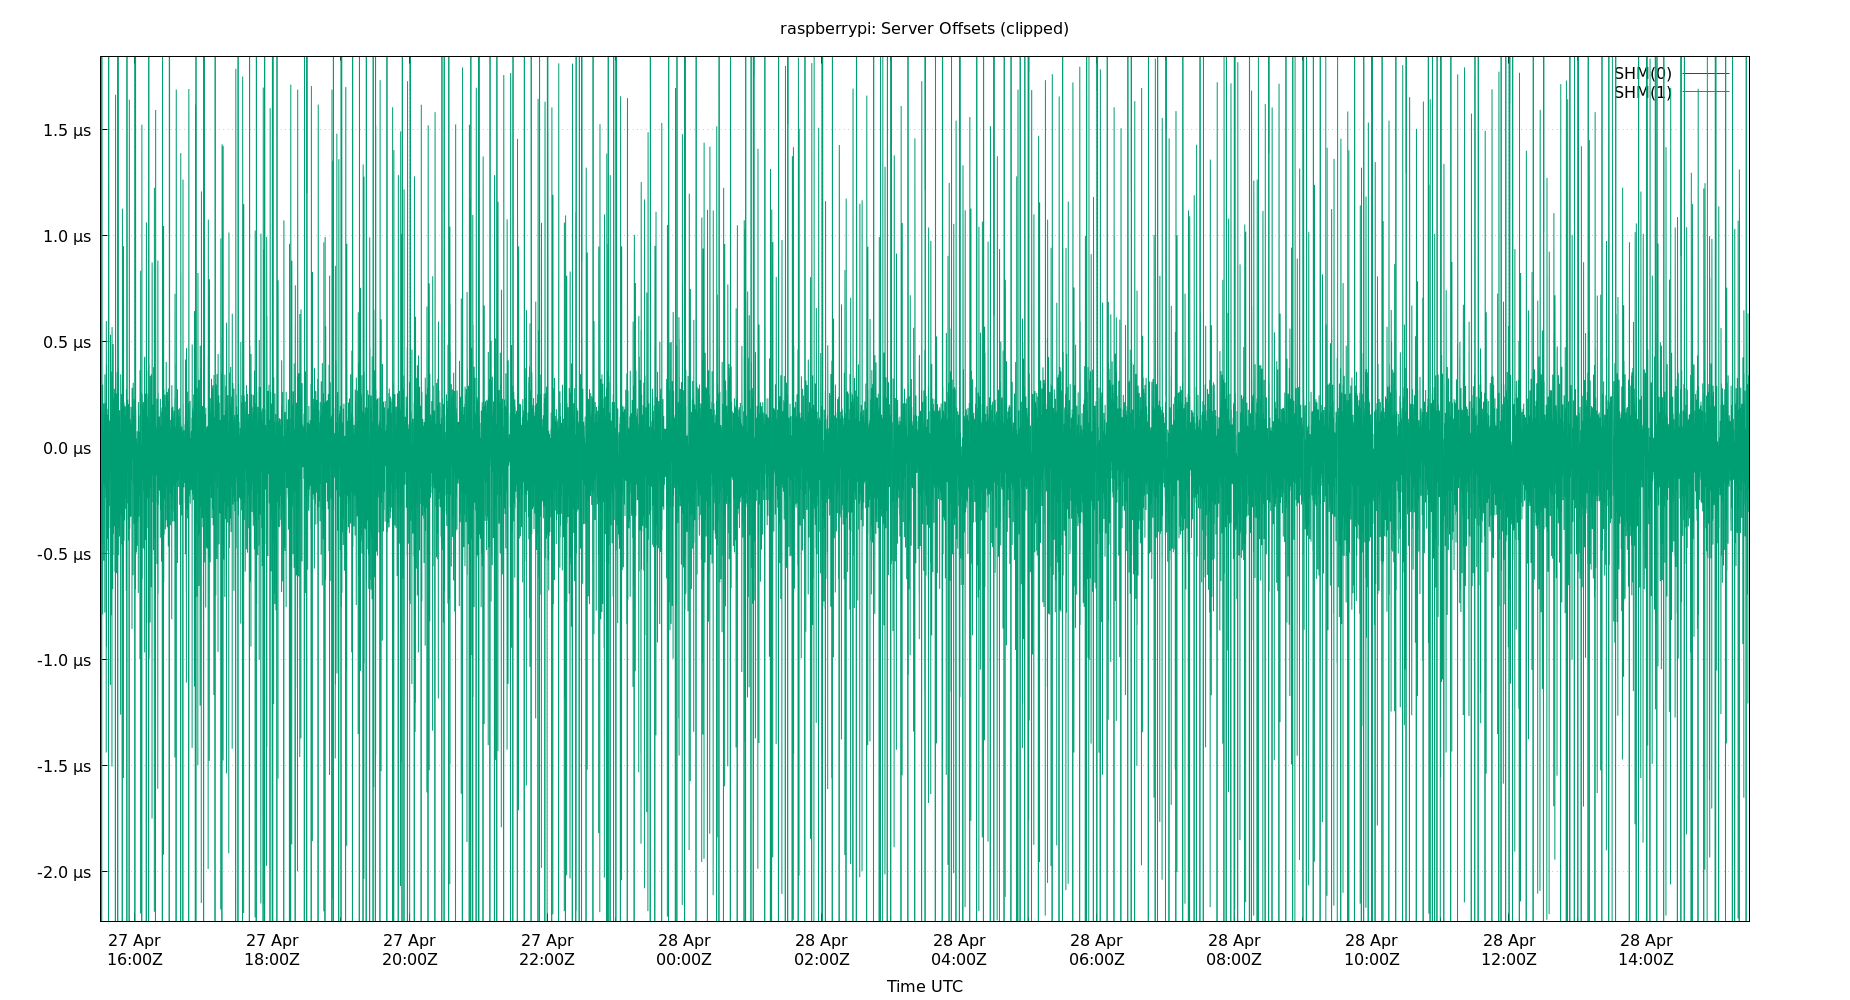 raspberrypi: Server Offsets (clipped)
SHM(0)
SHM(1)
1.5 µs
1.0 µs
0.5 µs
0.0 µs
-0.5 µs
-1.0 µs
-1.5 µs
-2.0 µs
27 Apr 27 Apr 27 Apr 27 Apr 28 Apr 28 Apr 28 Apr 28 Apr 28 Apr 28 Apr 28 Apr 28 Apr
16:00Z 18:00Z 20:00Z 22:00Z 00:00Z 02:00Z 04:00Z 06:00Z 08:00Z 10:00Z 12:00Z 14:00Z
Time UTC